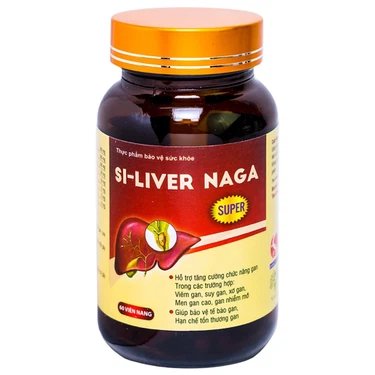 Thực phẩm bảo vệ sức khỏe
SI-LIVER NAGA
SUPER
• Hỗ trợ tăng cường chức năng gan
Trong các trường hợp:
Viêm gan, suy gan, xơ gan,
Men gan cao, gan nhiễm mỡ
• Giúp bảo vệ tế bào gan,
Hạn chế tổn thương gan
60 VIÊN NANG